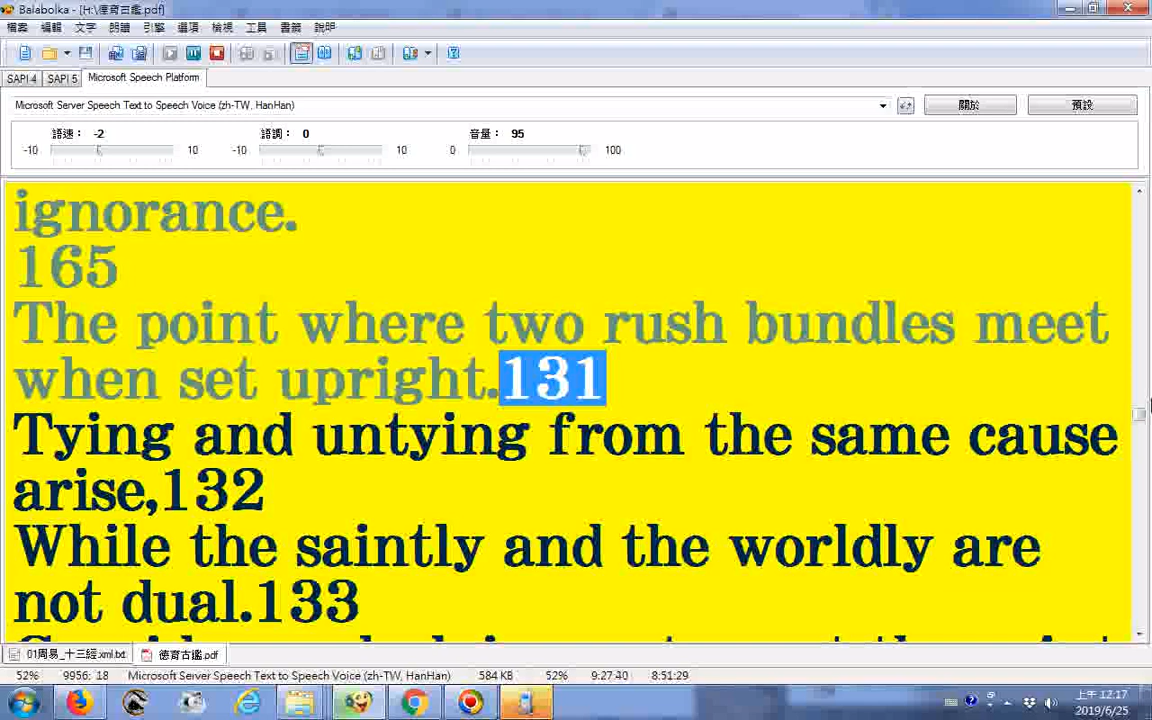 Balabolka - [H:\德育古鑑.pdf]
檔案 編輯 文字 朗讀 引擎 選項 檢視 工具 書籤 說明
SAPI 4 SAPI 5 Microsoft Speech Platform
Microsoft Server Speech Text to Speech Voice (zh-TW, HanHan) 關於 預設
語速： -2 語調： 0 音量： 95
-10 10 -10 10 0 100
ignorance.
165
The point where two rush bundles meet
when set upright.131
Tying and untying from the same cause
arise,132
While the saintly and the worldly are
not dual.133
01周易_十三經.xml.txt 德育古鑑.pdf
52% 9956: 18 Microsoft Server Speech Text to Speech Voice (zh-TW, HanHan) 584 KB 52% 9:27:40 8:51:29
上午 12:17
2019/6/25